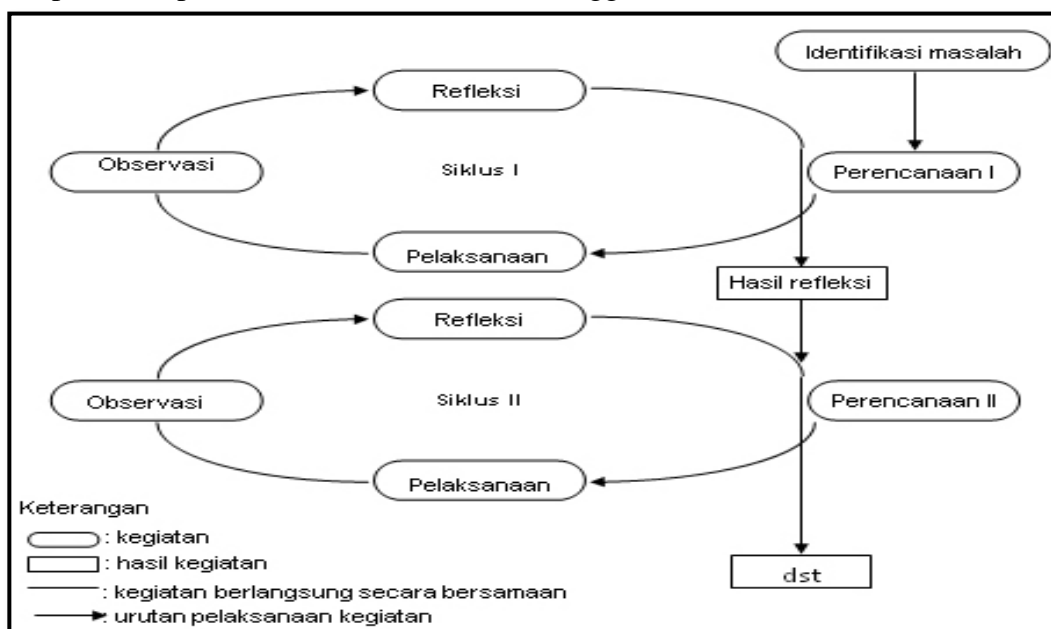 Identifikasi masalah
Refleksi
Observasi
Siklus I
Perencanaan I
Pelaksanaan
Hasil refleksi
Refleksi
Observasi
Siklus II
Perencanaan II
Pelaksanaan
Keterangan
: kegiatan
: hasil kegiatan
: kegiatan berlangsung secara bersamaan
: urutan pelaksanaan kegiatan
dst